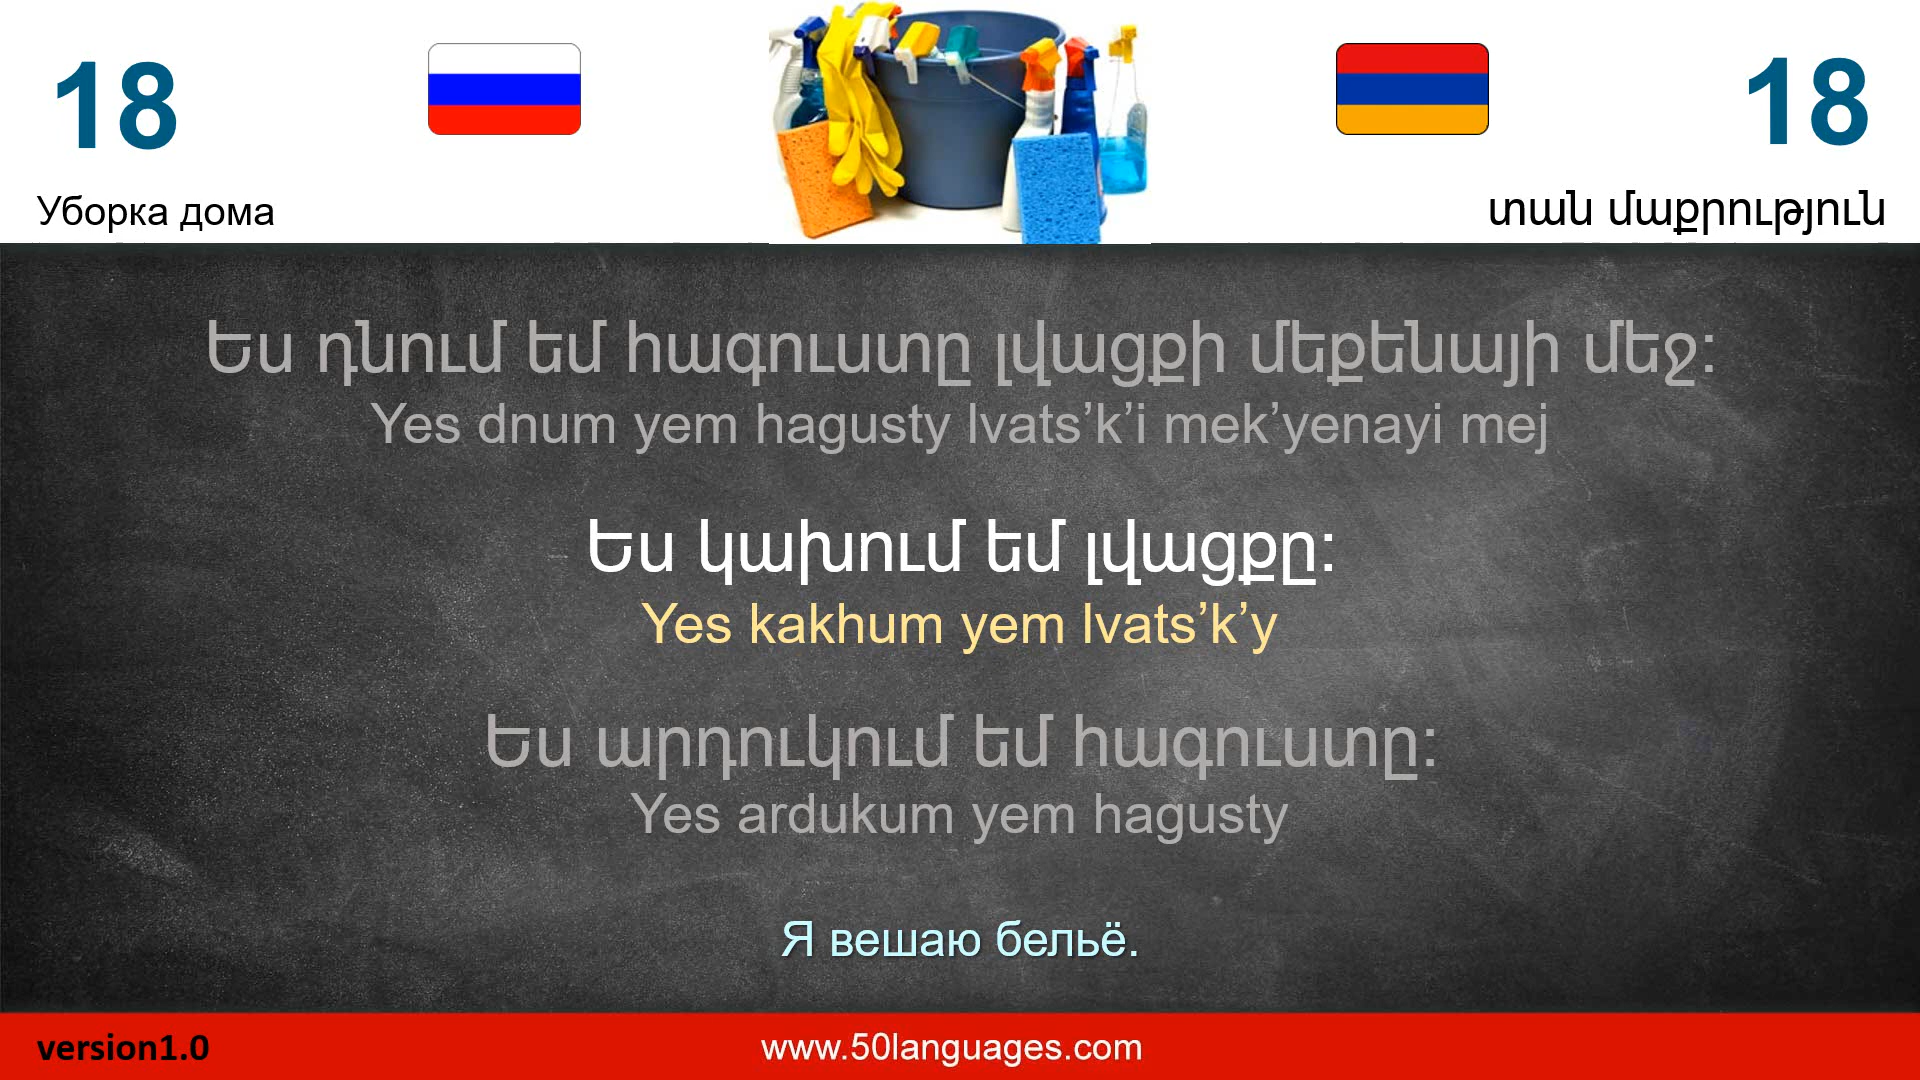 18
18
Уборка дома
տան մաքրություն
Ես դնում եմ հագուստը լվացքի մեքենայի մեջ:
Yes dnum yem hagusty lvats’k’i mek’yenayi mej
Ես կախում եմ լվացքը:
Yes kakhum yem lvats’k’y
Ես արդուկում եմ հագուստը:
Yes ardukum yem hagusty
Я вешаю бельё.
version1.0
www.50languages.com